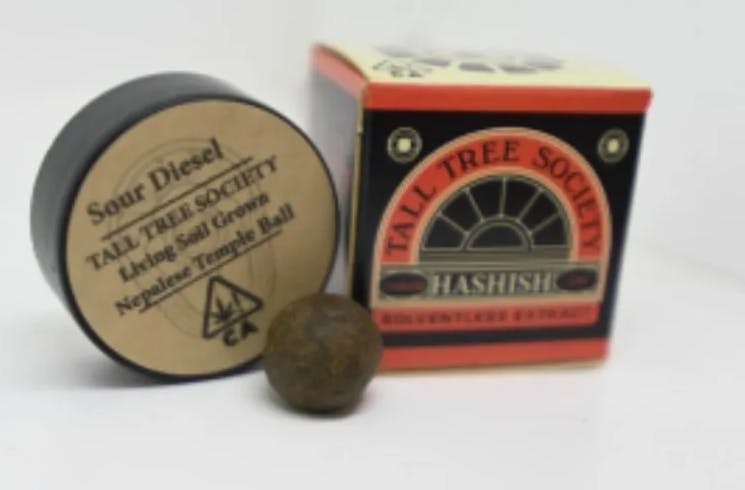 Sour Diesel
TALL TREE SOCIETY
Living Soil Grown
Nepalese Temple Ball
CA
TALL TREE SOCIETY
HASHISH
SOLVENTLESS EXTRACT